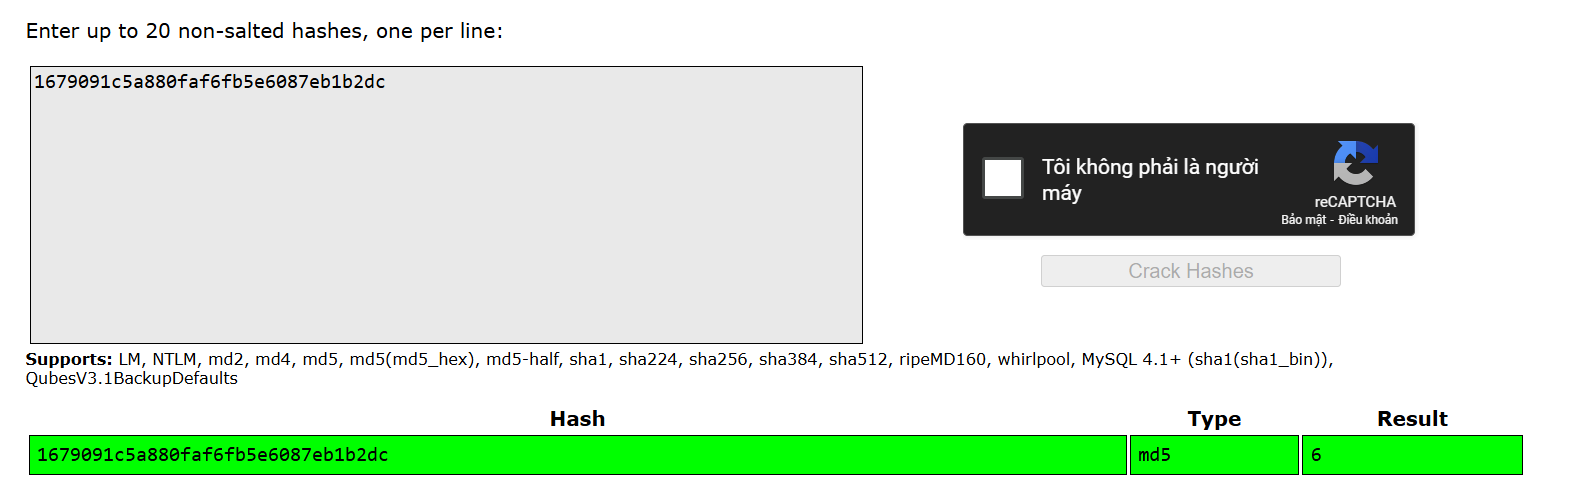 Enter up to 20 non-salted hashes, one per line:
1679091c5a880faf6fb5e6087eb1b2dc
Tôi không phải là người
máy
reCAPTCHA
Bảo mật - Điều khoản
Crack Hashes
Supports: LM, NTLM, md2, md4, md5, md5(md5_hex), md5-half, sha1, sha224, sha256, sha384, sha512, ripeMD160, whirlpool, MySQL 4.1+ (sha1(sha1_bin)),
QubesV3.1BackupDefaults
Hash Type Result
1679091c5a880faf6fb5e6087eb1b2dc md5 6